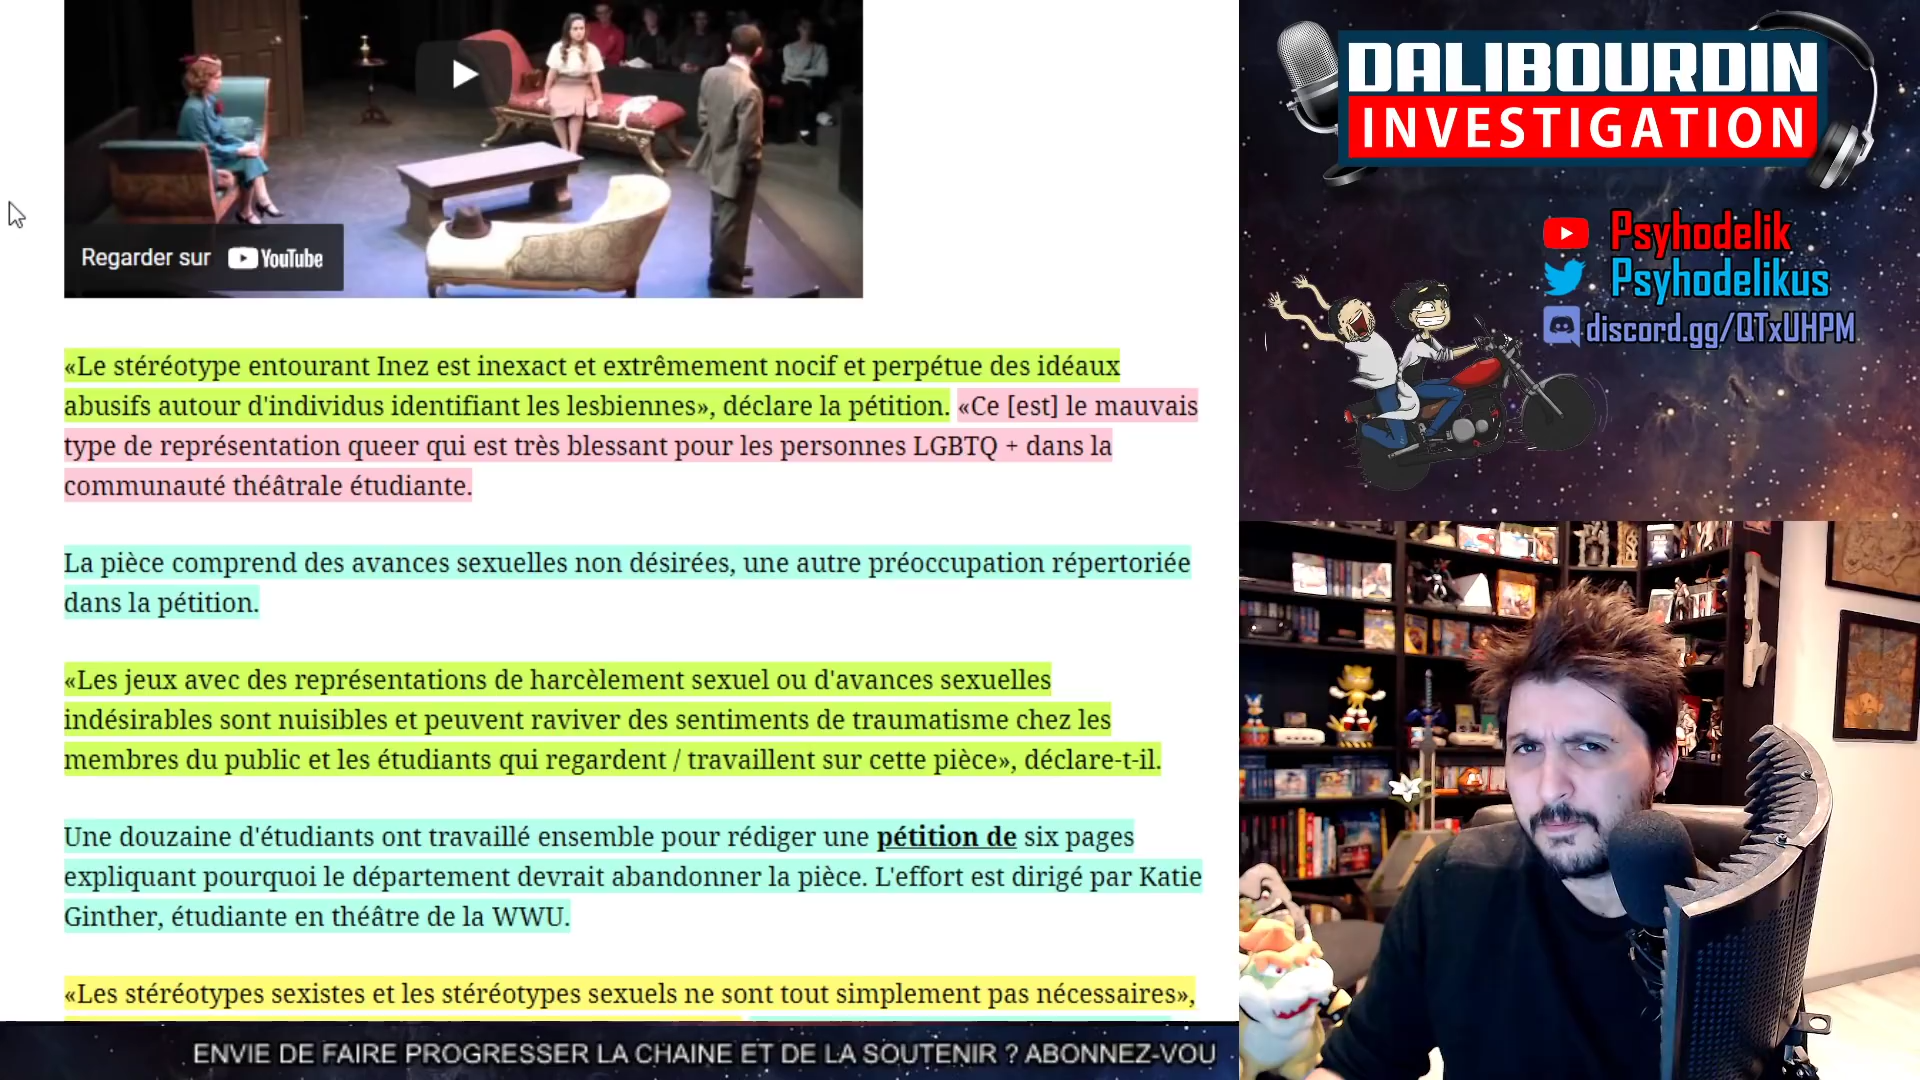 Regarder sur YouTube
«Le stéréotype entourant Inez est inexact et extrêmement nocif et perpétue des idéaux
abusifs autour d'individus identifiant les lesbiennes», déclare la pétition. «Ce [est] le mauvais
type de représentation queer qui est très blessant pour les personnes LGBTQ + dans la
communauté théâtrale étudiante.
La pièce comprend des avances sexuelles non désirées, une autre préoccupation répertoriée
dans la pétition.
«Les jeux avec des représentations de harcèlement sexuel ou d'avances sexuelles
indésirables sont nuisibles et peuvent raviver des sentiments de traumatisme chez les
membres du public et les étudiants qui regardent / travaillent sur cette pièce», déclare-t-il.
Une douzaine d'étudiants ont travaillé ensemble pour rédiger une pétition de six pages
expliquant pourquoi le département devrait abandonner la pièce. L'effort est dirigé par Katie
Ginther, étudiante en théâtre de la WWU.
«Les stéréotypes sexistes et les stéréotypes sexuels ne sont tout simplement pas nécessaires»,
ENVIE DE FAIRE PROGRESSER LA CHAINE ET DE LA SOUTENIR ? ABONNEZ-VOU
DALIBOURDIN
INVESTIGATION
Psyhodelik
Psyhodelikus
discord.gg/QTxUHPM